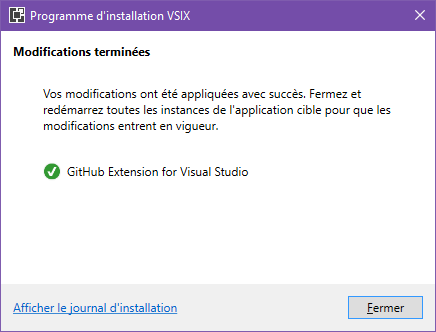 Programme d'installation VSIX
Modifications terminées
Vos modifications ont été appliquées avec succès. Fermez et
redémarrez toutes les instances de l'application cible pour que les
modifications entrent en vigueur.
GitHub Extension for Visual Studio
Afficher le journal d'installation
Fermer